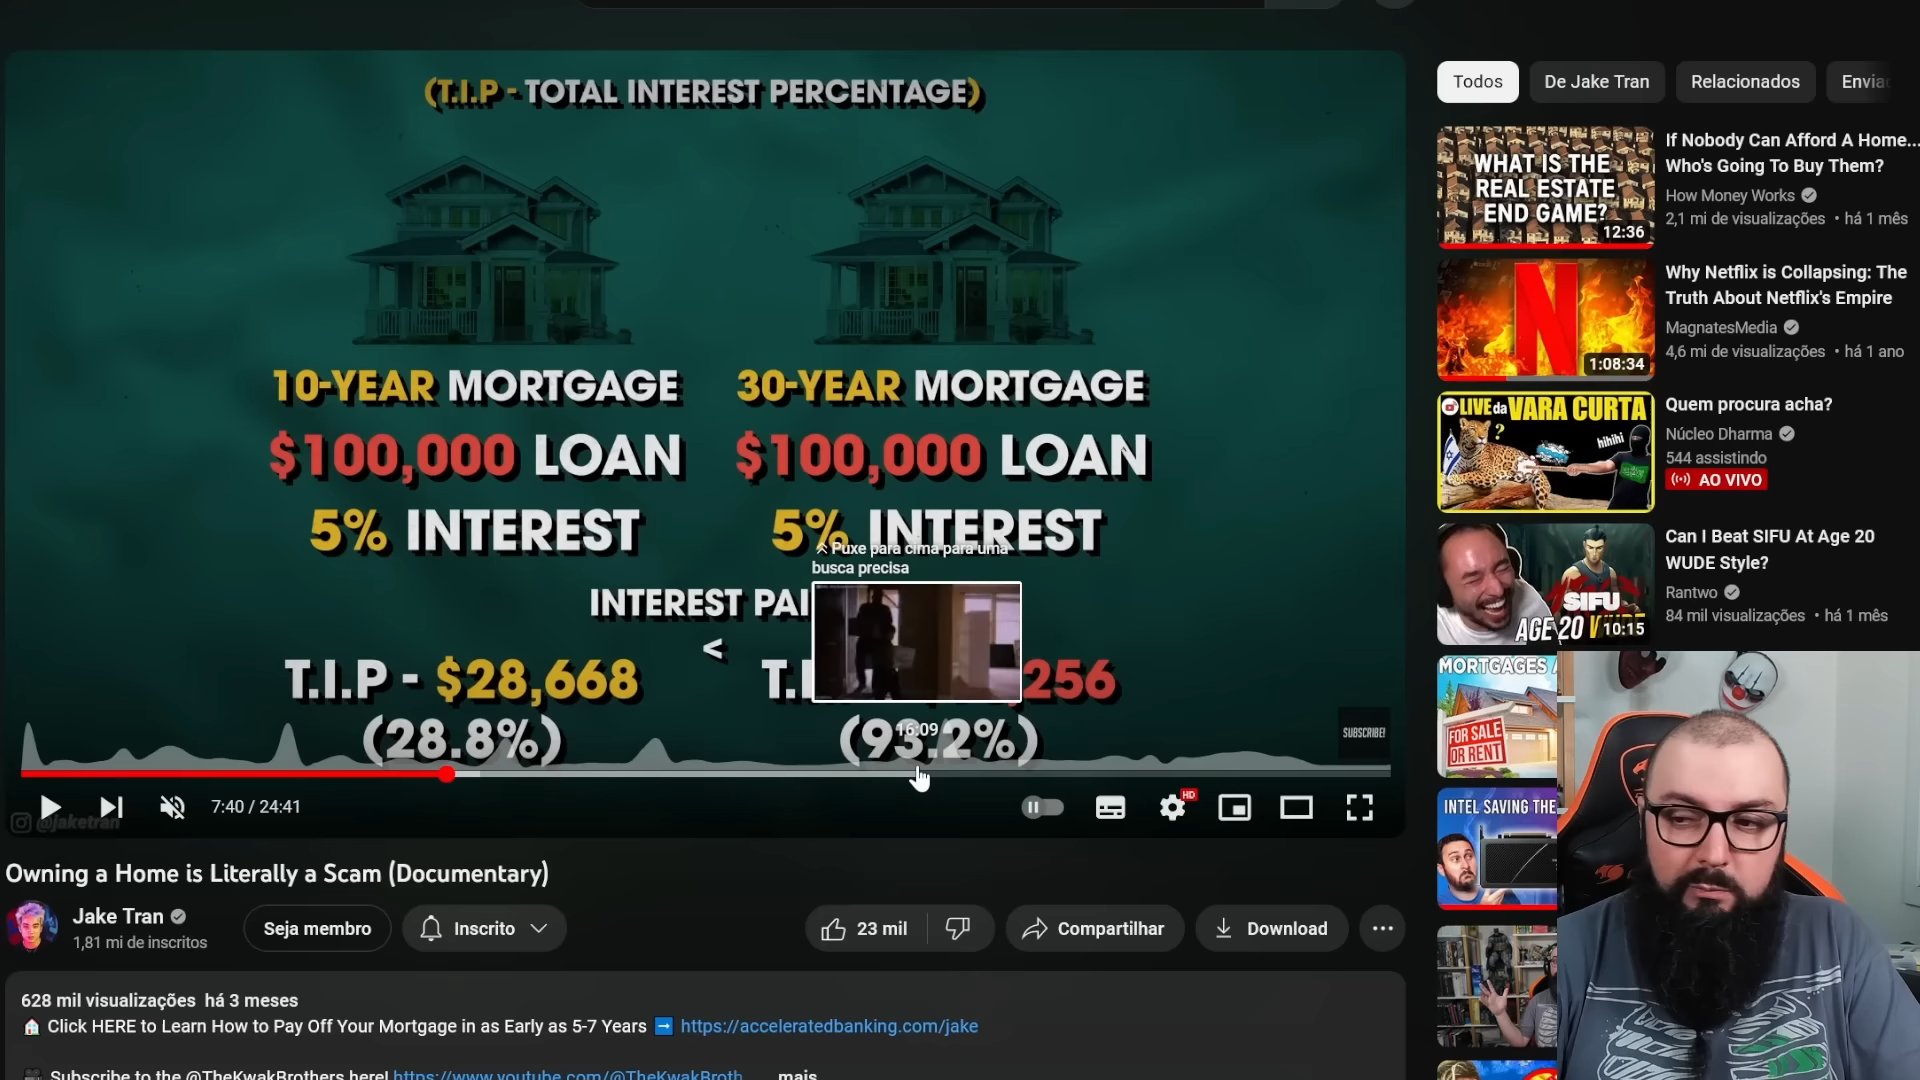 (T.I.P - TOTAL INTEREST PERCENTAGE)
10-YEAR MORTGAGE
$100,000 LOAN
5% INTEREST
30-YEAR MORTGAGE
$100,000 LOAN
5% INTEREST
Puxe para cima para uma
busca precisa
INTEREST PAI
<
T.I.P - $28,668
(28.8%)
256
(93.2%)
16:09
SUBSCRIBE!
7:40 / 24:41
HD
@jaketran
Owning a Home is Literally a Scam (Documentary)
Jake Tran
1,81 mi de inscritos
Seja membro
Inscrito
23 mil
Compartilhar
Download
628 mil visualizações há 3 meses
Click HERE to Learn How to Pay Off Your Mortgage in as Early as 5-7 Years https://acceleratedbanking.com/jake
Subscribe to the @TheKwakBrothers here! https://www.youtube.com/@TheKwakBroth mais
Todos
De Jake Tran
Relacionados
WHAT IS THE
REAL ESTATE
END GAME?
12:36
If Nobody Can Afford A Home...
Who's Going To Buy Them?
How Money Works
2,1 mi de visualizações • há 1 mês
N
1:08:34
Why Netflix is Collapsing: The
Truth About Netflix's Empire
MagnatesMedia
4,6 mi de visualizações • há 1 ano
LIVE da VARA CURTA
?
hihihi
Quem procura acha?
Núcleo Dharma
544 assistindo
AO VIVO
SIFU
AGE 20
10:15
Can I Beat SIFU At Age 20
WUDE Style?
Rantwo
84 mil visualizações • há 1 mês
MORTGAGES
FOR SALE
OR RENT
INTEL SAVING THE